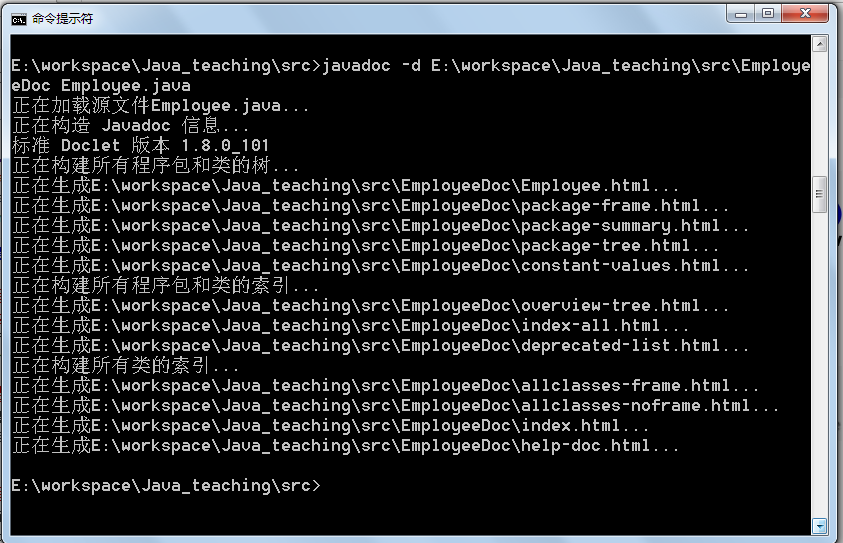 命令提示符
E:\workspace\Java_teaching\src>javadoc -d E:\workspace\Java_teaching\src\Employe
eDoc Employee.java
正在加载源文件Employee.java...
正在构造 Javadoc 信息...
标准 Doclet 版本 1.8.0_101
正在构建所有程序包和类的树...
正在生成E:\workspace\Java_teaching\src\EmployeeDoc\Employee.html...
正在生成E:\workspace\Java_teaching\src\EmployeeDoc\package-frame.html...
正在生成E:\workspace\Java_teaching\src\EmployeeDoc\package-summary.html...
正在生成E:\workspace\Java_teaching\src\EmployeeDoc\package-tree.html...
正在生成E:\workspace\Java_teaching\src\EmployeeDoc\constant-values.html...
正在构建所有程序包和类的索引...
正在生成E:\workspace\Java_teaching\src\EmployeeDoc\overview-tree.html...
正在生成E:\workspace\Java_teaching\src\EmployeeDoc\index-all.html...
正在生成E:\workspace\Java_teaching\src\EmployeeDoc\deprecated-list.html...
正在构建所有类的索引...
正在生成E:\workspace\Java_teaching\src\EmployeeDoc\allclasses-frame.html...
正在生成E:\workspace\Java_teaching\src\EmployeeDoc\allclasses-noframe.html...
正在生成E:\workspace\Java_teaching\src\EmployeeDoc\index.html...
正在生成E:\workspace\Java_teaching\src\EmployeeDoc\help-doc.html...
E:\workspace\Java_teaching\src>